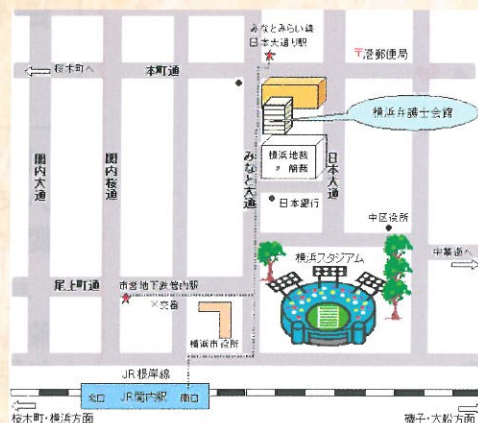 みなとみらい線
日本大通り駅
〒港郵便局
桜木町へ
本町通
横浜弁護士会館
横浜地裁
〃 簡裁
関内大通
関内桜通
みなと大通
日本大通
日本銀行
中区役所
横浜スタジアム
中華街へ
尾上町通
市営地下鉄関内駅
×交番
横浜市役所
JR根岸線
北口
JR関内駅
南口
桜木町・横浜方面
磯子・大船方面